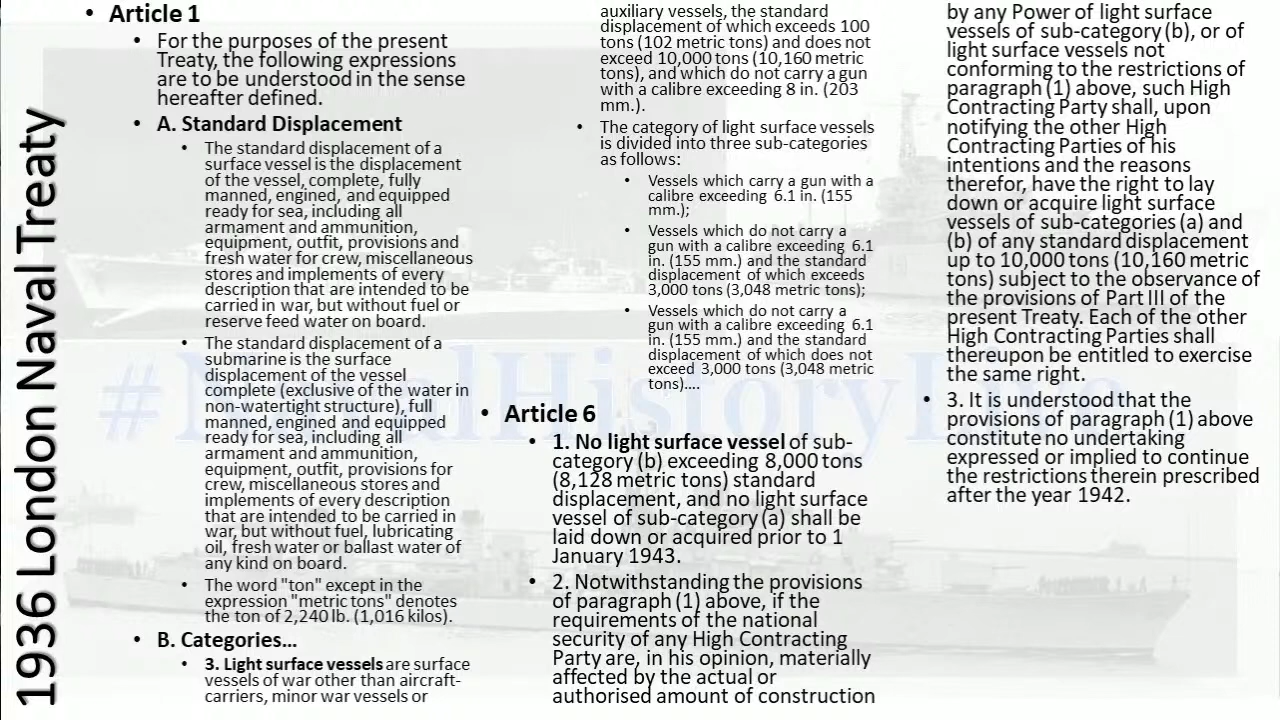 1936 London Naval Treaty
• Article 1
• For the purposes of the present
Treaty, the following expressions
are to be understood in the sense
hereafter defined.
• A. Standard Displacement
• The standard displacement of a
surface vessel is the displacement
of the vessel, complete, fully
manned, engined, and equipped
ready for sea, including all
armament and ammunition,
equipment, outfit, provisions and
fresh water for crew, miscellaneous
stores and implements of every
description that are intended to be
carried in war, but without fuel or
reserve feed water on board.
• The standard displacement of a
submarine is the surface
displacement of the vessel
complete (exclusive of the water in
non-watertight structure), full
manned, engined and equipped
ready for sea, including all
armament and ammunition,
equipment, outfit, provisions for
crew, miscellaneous stores and
implements of every description
that are intended to be carried in
war, but without fuel, lubricating
oil, fresh water or ballast water of
any kind on board.
• The word "ton" except in the
expression "metric tons" denotes
the ton of 2,240 lb. (1,016 kilos).
• B. Categories...
• 3. Light surface vessels are surface
vessels of war other than aircraft-
carriers, minor war vessels or
auxiliary vessels, the standard
displacement of which exceeds 100
tons (102 metric tons) and does not
exceed 10,000 tons (10,160 metric
tons), and which do not carry a gun
with a calibre exceeding 8 in. (203
mm.).
• The category of light surface vessels
is divided into three sub-categories
as follows:
• Vessels which carry a gun with a
calibre exceeding 6.1 in. (155
mm.);
• Vessels which do not carry a
gun with a calibre exceeding 6.1
in. (155 mm.) and the standard
displacement of which exceeds
3,000 tons (3,048 metric tons);
• Vessels which do not carry a
gun with a calibre exceeding 6.1
in. (155 mm.) and the standard
displacement of which does not
exceed 3,000 tons (3,048 metric
tons)....
• Article 6
• 1. No light surface vessel of sub-
category (b) exceeding 8,000 tons
(8,128 metric tons) standard
displacement, and no light surface
vessel of sub-category (a) shall be
laid down or acquired prior to 1
January 1943.
• 2. Notwithstanding the provisions
of paragraph (1) above, if the
requirements of the national
security of any High Contracting
Party are, in his opinion, materially
affected by the actual or
authorised amount of construction
by any Power of light surface
vessels of sub-category (b), or of
light surface vessels not
conforming to the restrictions of
paragraph (1) above, such High
Contracting Party shall, upon
notifying the other High
Contracting Parties of his
intentions and the reasons
therefor, have the right to lay
down or acquire light surface
vessels of sub-categories (a) and
(b) of any standard displacement
up to 10,000 tons (10,160 metric
tons) subject to the observance of
the provisions of Part III of the
present Treaty. Each of the other
High Contracting Parties shall
thereupon be entitled to exercise
the same right.
• 3. It is understood that the
provisions of paragraph (1) above
constitute no undertaking
expressed or implied to continue
the restrictions therein prescribed
after the year 1942.
#NavalHistoryLive